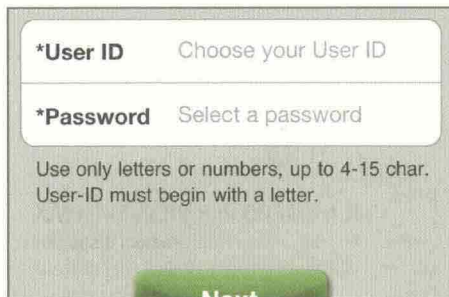 *User ID Choose your User ID
*Password Select a password
Use only letters or numbers, up to 4-15 char.
User-ID must begin with a letter.
Next